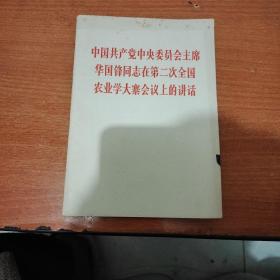 中国共产党中央委员会主席
华国锋同志在第二次全国
农业学大寨会议上的讲话